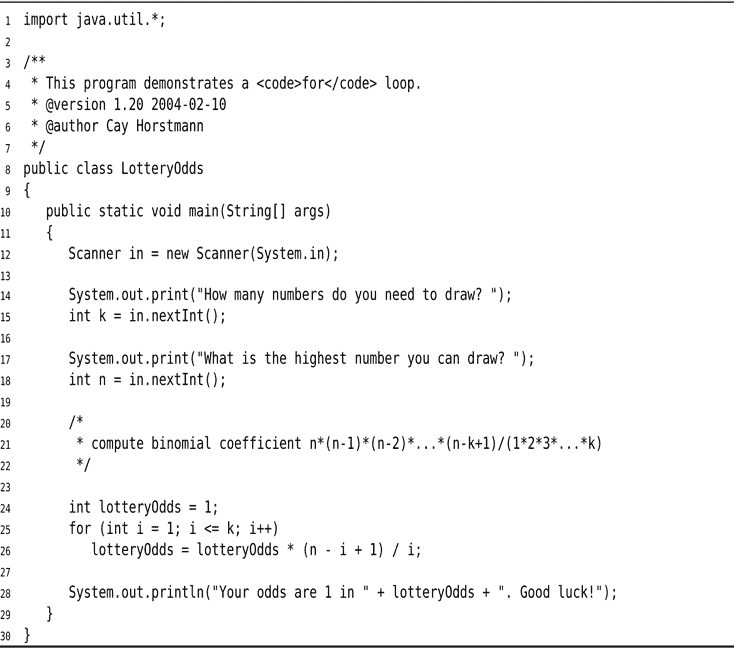 1 import java.util.*;
2
3 /**
4  * This program demonstrates a <code>for</code> loop.
5  * @version 1.20 2004-02-10
6  * @author Cay Horstmann
7  */
8 public class LotteryOdds
9 {
10    public static void main(String[] args)
11    {
12       Scanner in = new Scanner(System.in);
13
14       System.out.print("How many numbers do you need to draw? ");
15       int k = in.nextInt();
16
17       System.out.print("What is the highest number you can draw? ");
18       int n = in.nextInt();
19
20       /*
21        * compute binomial coefficient n*(n-1)*(n-2)*...*(n-k+1)/(1*2*3*...*k)
22        */
23
24       int lotteryOdds = 1;
25       for (int i = 1; i <= k; i++)
26          lotteryOdds = lotteryOdds * (n - i + 1) / i;
27
28       System.out.println("Your odds are 1 in " + lotteryOdds + ". Good luck!");
29    }
30 }